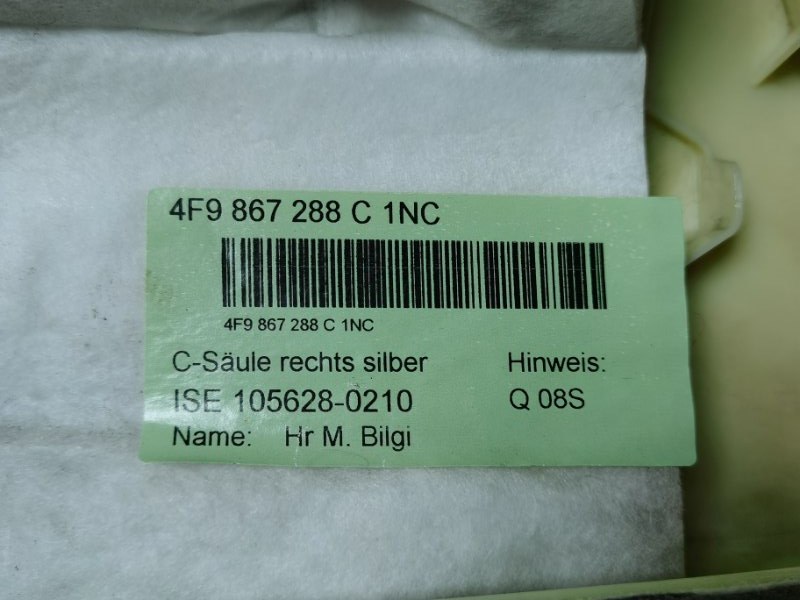 4F9 867 288 C 1NC
4F9 867 288 C 1NC
C-Säule rechts silber
Hinweis:
ISE 105628-0210
Q 08S
Name: Hr M. Bilgi